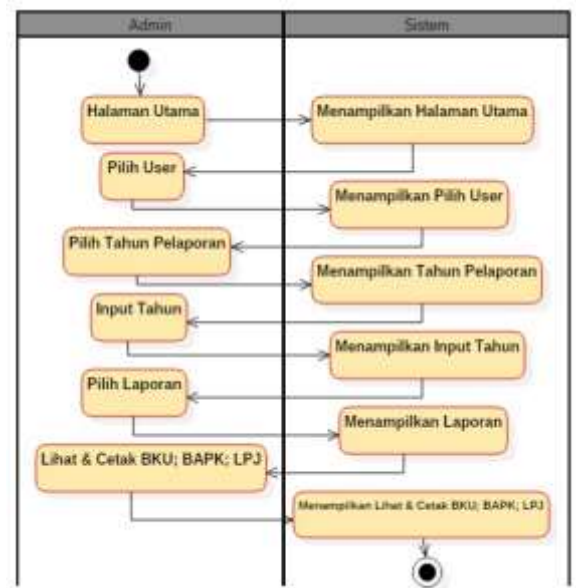 Admin
Sistem
Halaman Utama
Menampilkan Halaman Utama
Pilih User
Menampilkan Pilih User
Pilih Tahun Pelaporan
Menampilkan Tahun Pelaporan
Input Tahun
Menampilkan Input Tahun
Pilih Laporan
Menampilkan Laporan
Lihat & Cetak BKU; BAPK; LPJ
Menampilkan Lihat & Cetak BKU; BAPK; LPJ